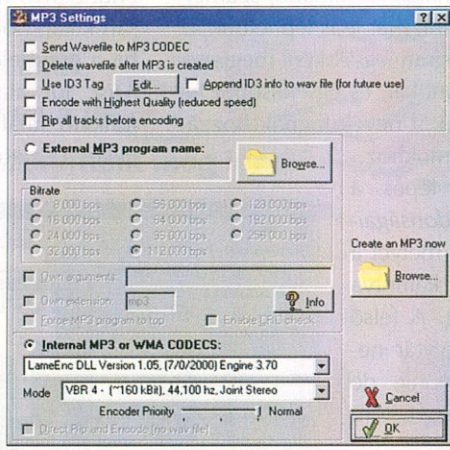 MP3 Settings
Send Wavefile to MP3 CODEC
Delete wavefile after MP3 is created
Use ID3 Tag Edit... Append ID3 info to wav file (for future use)
Encode with Highest Quality (reduced speed)
Rip all tracks before encoding
External MP3 program name:
Browse...
Bitrate
8 000 bps 56 000 bps 128 000 bps
16 000 bps 64 000 bps 192 000 bps
24 000 bps 96 000 bps 256 000 bps
32 000 bps 112 000 bps
Create an MP3 now
Browse...
Own arguments:
Own extension: mp3
Info
Force MP3 program to top Enable CRC check
Internal MP3 or WMA CODECS:
LameEnc DLL Version 1.05, (7/0/2000) Engine 3.70
Mode VBR 4 - (~160 kBit), 44,100 hz, Joint Stereo
Encoder Priority Normal
Direct Rip and Encode (no wav file)
Cancel
OK